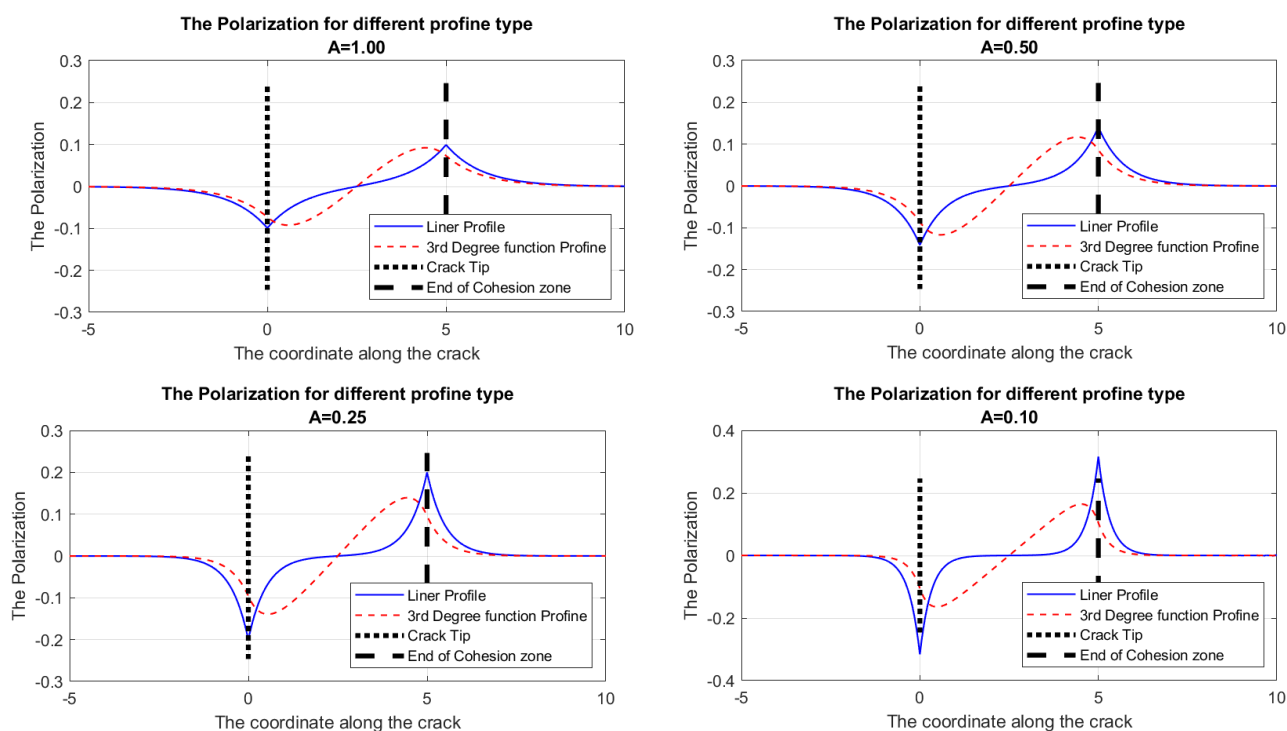 The Polarization for different profine type
A=1.00
0.3
0.2
0.1
0
-0.1
-0.2
-0.3
The Polarization
Liner Profile
3rd Degree function Profine
Crack Tip
End of Cohesion zone
-5 0 5 10
The coordinate along the crack
The Polarization for different profine type
A=0.50
0.3
0.2
0.1
0
-0.1
-0.2
-0.3
The Polarization
Liner Profile
3rd Degree function Profine
Crack Tip
End of Cohesion zone
-5 0 5 10
The coordinate along the crack
The Polarization for different profine type
A=0.25
0.3
0.2
0.1
0
-0.1
-0.2
-0.3
The Polarization
Liner Profile
3rd Degree function Profine
Crack Tip
End of Cohesion zone
-5 0 5 10
The coordinate along the crack
The Polarization for different profine type
A=0.10
0.4
0.2
0
-0.2
-0.4
The Polarization
Liner Profile
3rd Degree function Profine
Crack Tip
End of Cohesion zone
-5 0 5 10
The coordinate along the crack